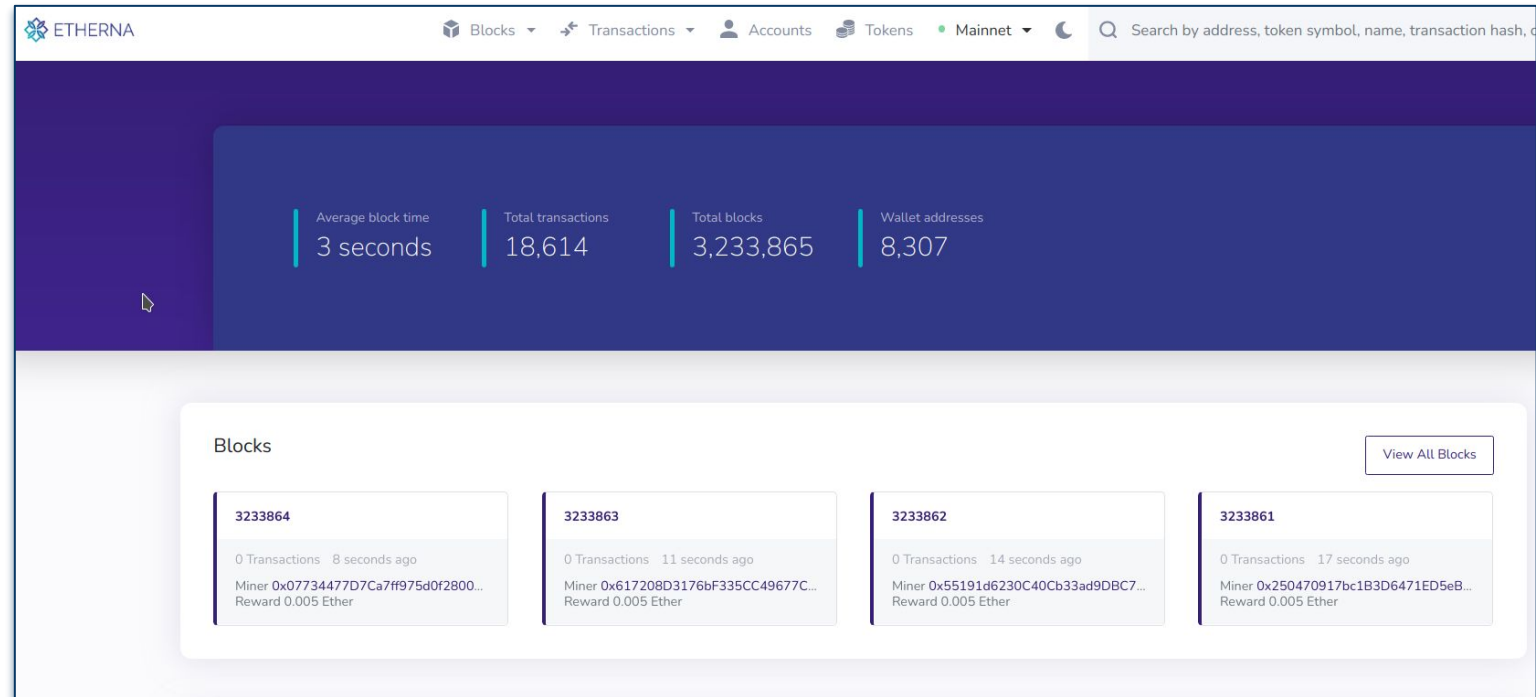 ETHERNA Blocks Transactions Accounts Tokens Mainnet Search by address, token symbol, name, transaction hash,
Average block time Total transactions Total blocks Wallet addresses
3 seconds 18,614 3,233,865 8,307
Blocks
View All Blocks
3233864 3233863 3233862 3233861
0 Transactions 8 seconds ago 0 Transactions 11 seconds ago 0 Transactions 14 seconds ago 0 Transactions 17 seconds ago
Miner 0x07734477D7Ca7ff975d0f2800... Miner 0x617208D3176bF335CC49677C... Miner 0x55191d6230C40Cb33ad9DBC7... Miner 0x250470917bc1B3D6471ED5eB...
Reward 0.005 Ether Reward 0.005 Ether Reward 0.005 Ether Reward 0.005 Ether